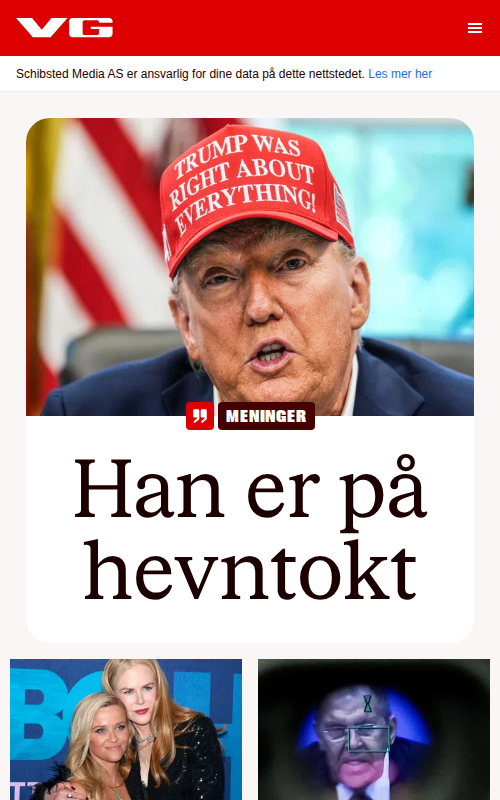 VG
Schibsted Media AS er ansvarlig for dine data på dette nettstedet. Les mer her
TRUMP WAS
RIGHT ABOUT
EVERYTHING!
MENINGER
Han er på
hevntokt